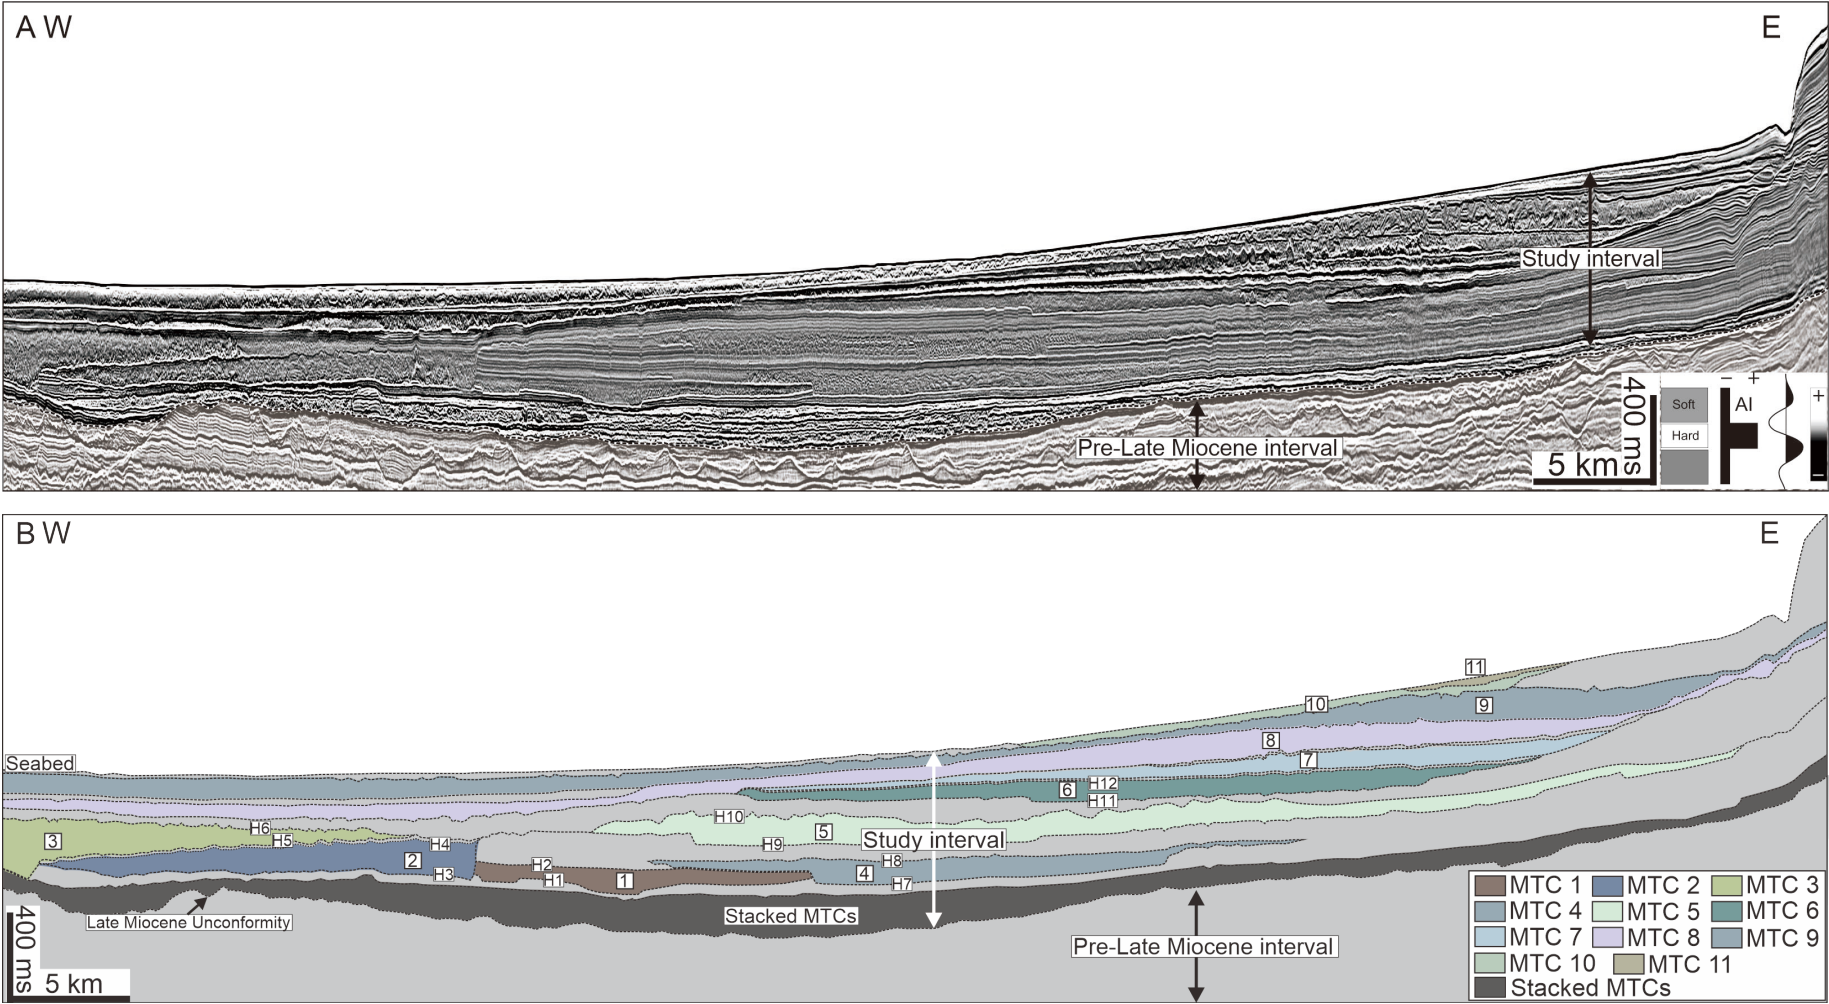 A W
E
Study interval
Pre-Late Miocene interval
400 ms
5 km
Soft
Hard
− +
AI
+
−
B W
E
11
10
9
8
7
Seabed
H12
6
H11
H10
H6
3
H5
5
H4
H9
Study interval
2
H8
H2
H3
4
H1
1
H7
Stacked MTCs
Late Miocene Unconformity
Pre-Late Miocene interval
400 ms
5 km
MTC 1 MTC 2 MTC 3
MTC 4 MTC 5 MTC 6
MTC 7 MTC 8 MTC 9
MTC 10 MTC 11
Stacked MTCs